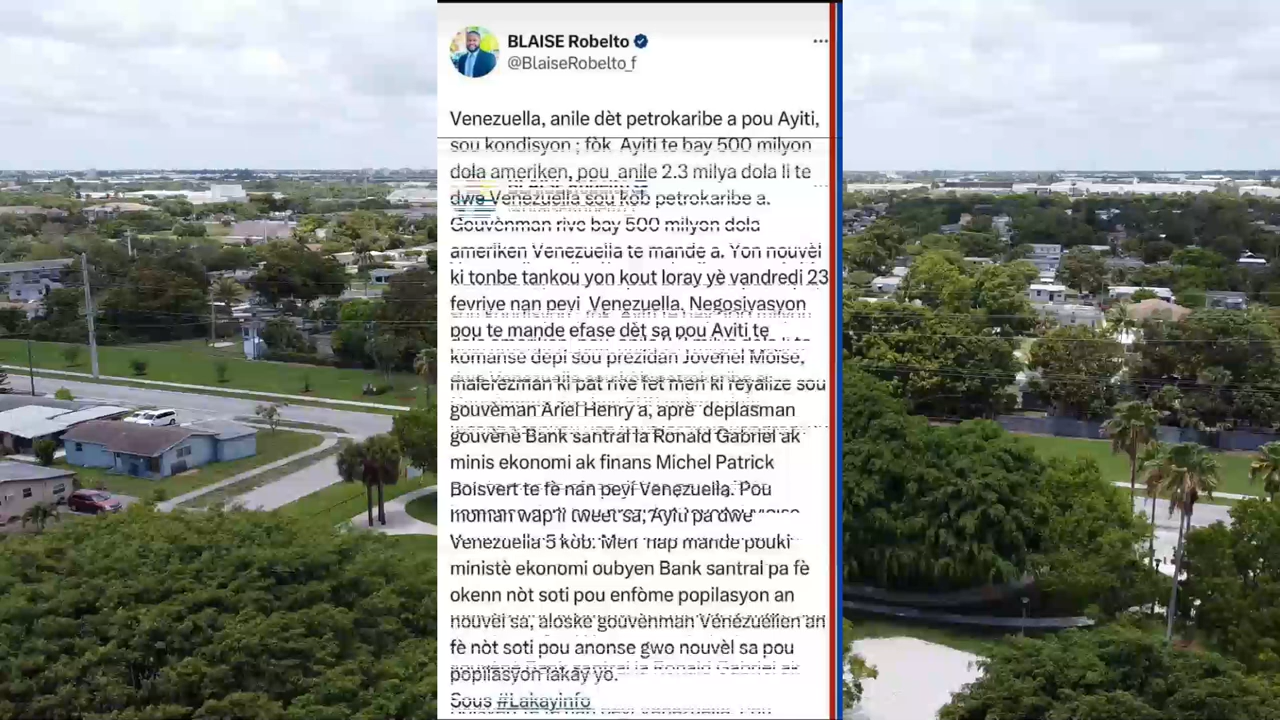 BLAISE Robelto
@BlaiseRobelto_f
Venezuella, anile dèt petrokaribe a pou Ayiti,
sou kondisyon ; fòk Ayiti te bay 500 milyon
dola ameriken, pou anile 2.3 milya dola li te
dwe Venezuella sou kòb petrokaribe a.
Gouvènman rive bay 500 milyon dola
ameriken Venezuella te mande a. Yon nouvèl
ki tonbe tankou yon kout loray yè vandredi 23
fevriye nan peyi Venezuella, Negosiyasyon
pou te mande efase dèt sa pou Ayiti te
komanse depi sou prezidan Jovenel Moïse,
malerezman ki pat rive fèt men ki reyalize sou
gouvèman Ariel Henry a, aprè deplasman
gouvènè Bank santral la Ronald Gabriel ak
minis ekonomi ak finans Michel Patrick
Boisvert te fè nan peyi Venezuella. Pou
moman wap li tweet sa, Ayiti pa dwe
Venezuella 5 kòb. Men nap mande pouki
ministè ekonomi oubyen Bank santral pa fè
okenn nòt soti pou enfòme popilasyon an
nouvèl sa, aloske gouvènman Vénézuélien an
fè nòt soti pou anonse gwo nouvèl sa pou
popilasyon lakay yo.
Sous #Lakayinfo